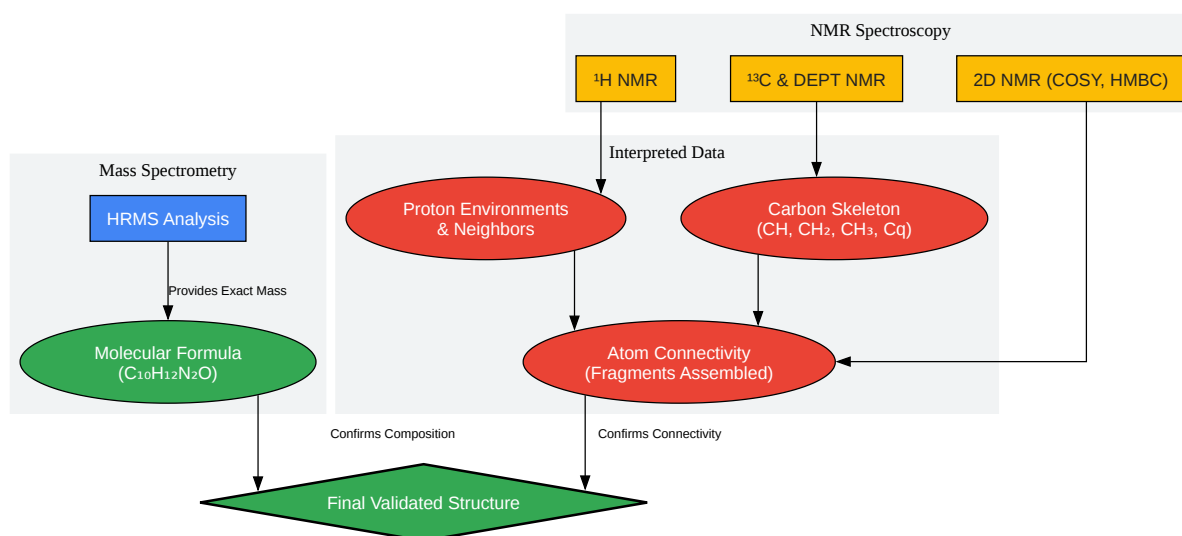 NMR Spectroscopy
¹H NMR
¹³C & DEPT NMR
2D NMR (COSY, HMBC)
Interpreted Data
Mass Spectrometry
HRMS Analysis
Proton Environments
& Neighbors
Carbon Skeleton
(CH, CH₂, CH₃, Cq)
Provides Exact Mass
Molecular Formula
(C₁₀H₁₂N₂O)
Atom Connectivity
(Fragments Assembled)
Confirms Composition
Confirms Connectivity
Final Validated Structure